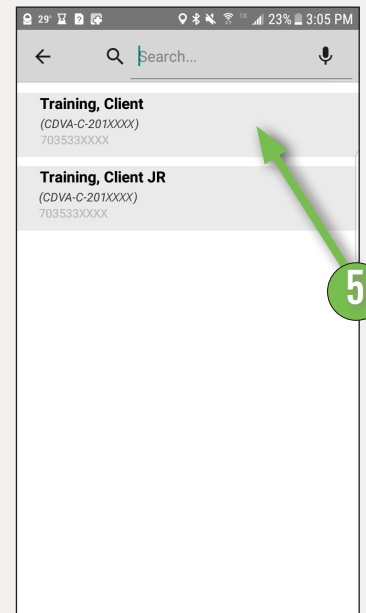 29° 23% 3:05 PM
Search...
Training, Client
(CDVA-C-201XXXX)
703533XXXX
Training, Client JR
(CDVA-C-201XXXX)
703533XXXX
5